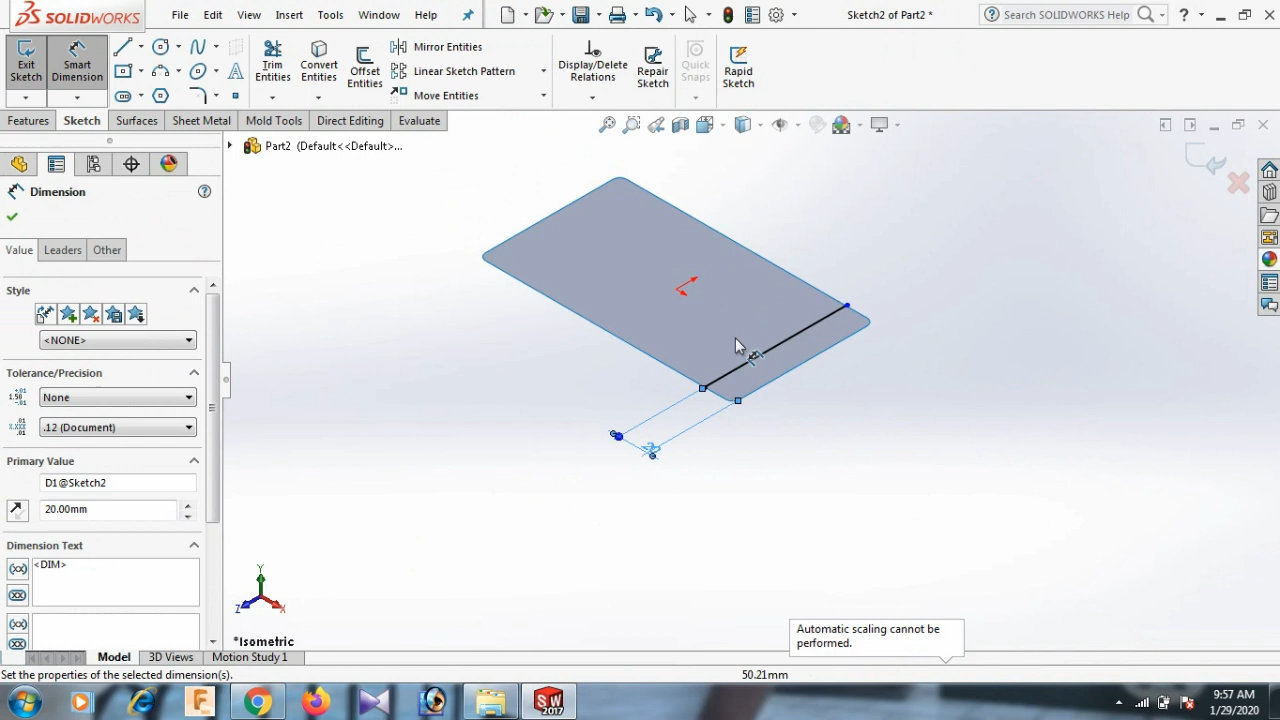 SOLIDWORKS
File Edit View Insert Tools Window Help
Sketch2 of Part2 *
Search SOLIDWORKS Help
?
Exit Sketch
Smart Dimension
Trim Entities
Convert Entities
Offset Entities
Mirror Entities
Linear Sketch Pattern
Move Entities
Display/Delete Relations
Repair Sketch
Quick Snaps
Rapid Sketch
Features Sketch Surfaces Sheet Metal Mold Tools Direct Editing Evaluate
Part2 (Default<<Default>...
Dimension
Value Leaders Other
Style
<NONE>
Tolerance/Precision
None
.12 (Document)
Primary Value
D1@Sketch2
20.00mm
Dimension Text
<DIM>
Y
Z
X
*Isometric
Automatic scaling cannot be
performed.
Model 3D Views Motion Study 1
Set the properties of the selected dimension(s).
50.21mm
SW
2017
9:57 AM
1/29/2020